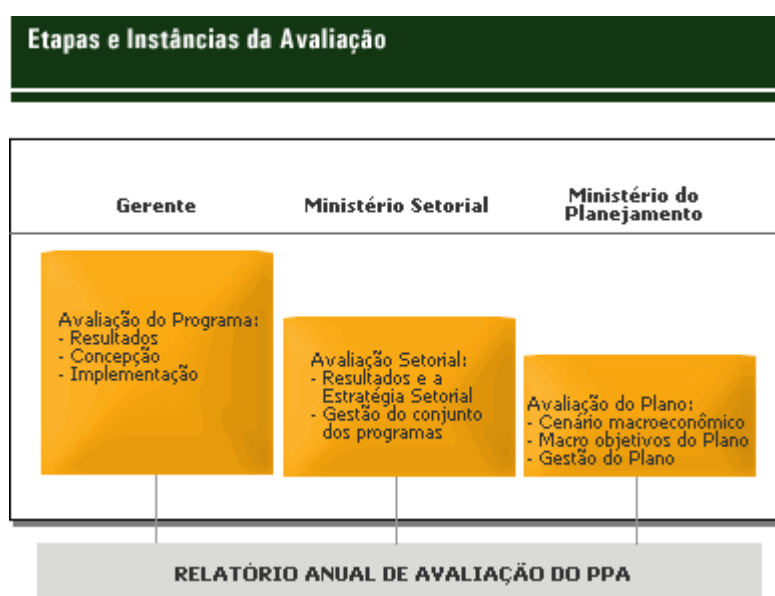 Etapas e Instâncias da Avaliação
Gerente
Ministério Setorial
Ministério do
Planejamento
Avaliação do Programa:
- Resultados
- Concepção
- Implementação
Avaliação Setorial:
- Resultados e a
Estratégia Setorial
- Gestão do conjunto
dos programas
Avaliação do Plano:
- Cenário macroeconômico
- Macro objetivos do Plano
- Gestão do Plano
RELATÓRIO ANUAL DE AVALIAÇÃO DO PPA